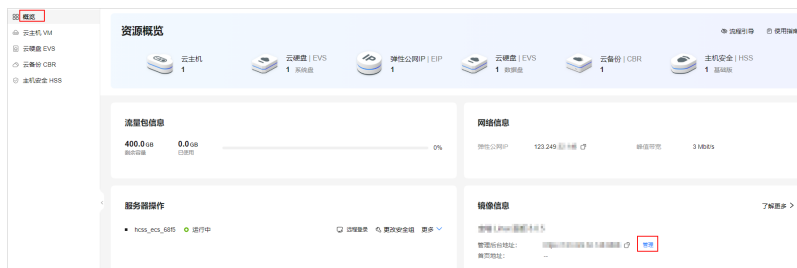 概览
云主机 VM
云硬盘 EVS
云备份 CBR
主机安全 HSS
资源概览
流程引导
使用指南
云主机
1
云硬盘 | EVS
1 系统盘
弹性公网IP | EIP
1
云硬盘 | EVS
1 数据盘
云备份 | CBR
1
主机安全 | HSS
1 基础版
流量包信息
400.0 GB
剩余容量
0.0 GB
已使用
0%
网络信息
弹性公网IP
123.249.
峰值带宽
3 Mbit/s
服务器操作
hcss_ecs_68f5 运行中
远程登录
更改安全组
更多
镜像信息
了解更多 >
管理后台地址:
管理
首页地址:
--